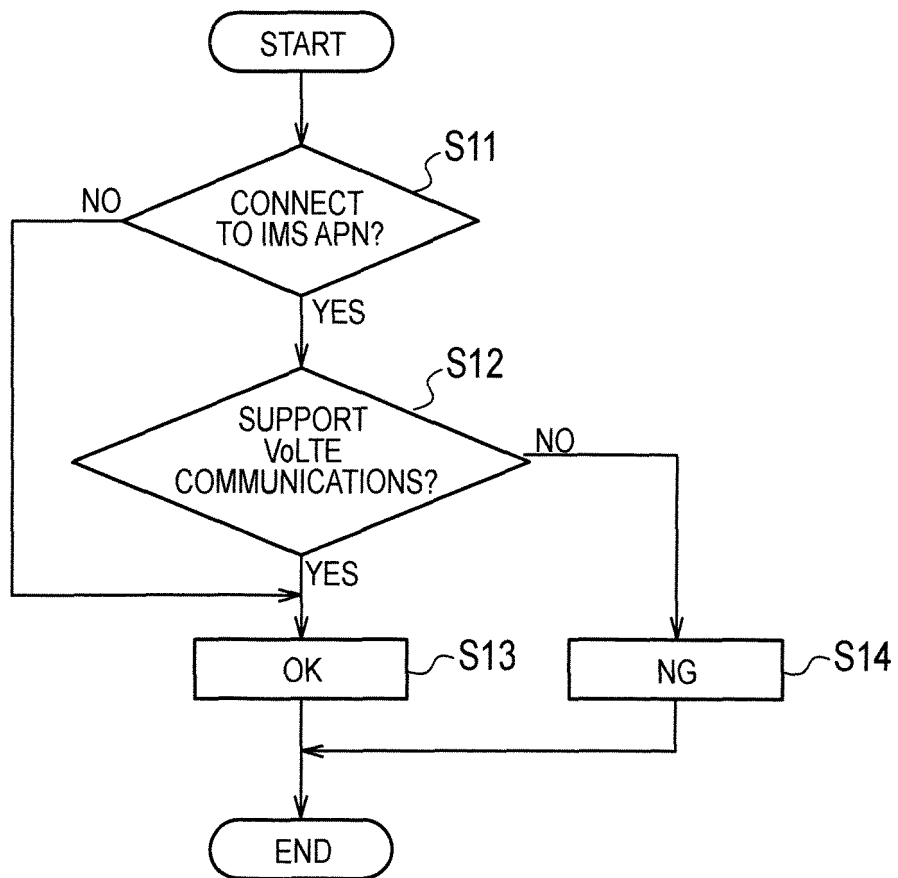 START
S11
NO
CONNECT
TO IMS APN?
YES
S12
SUPPORT
VoLTE
COMMUNICATIONS?
NO
YES
OK
S13
NG
S14
END